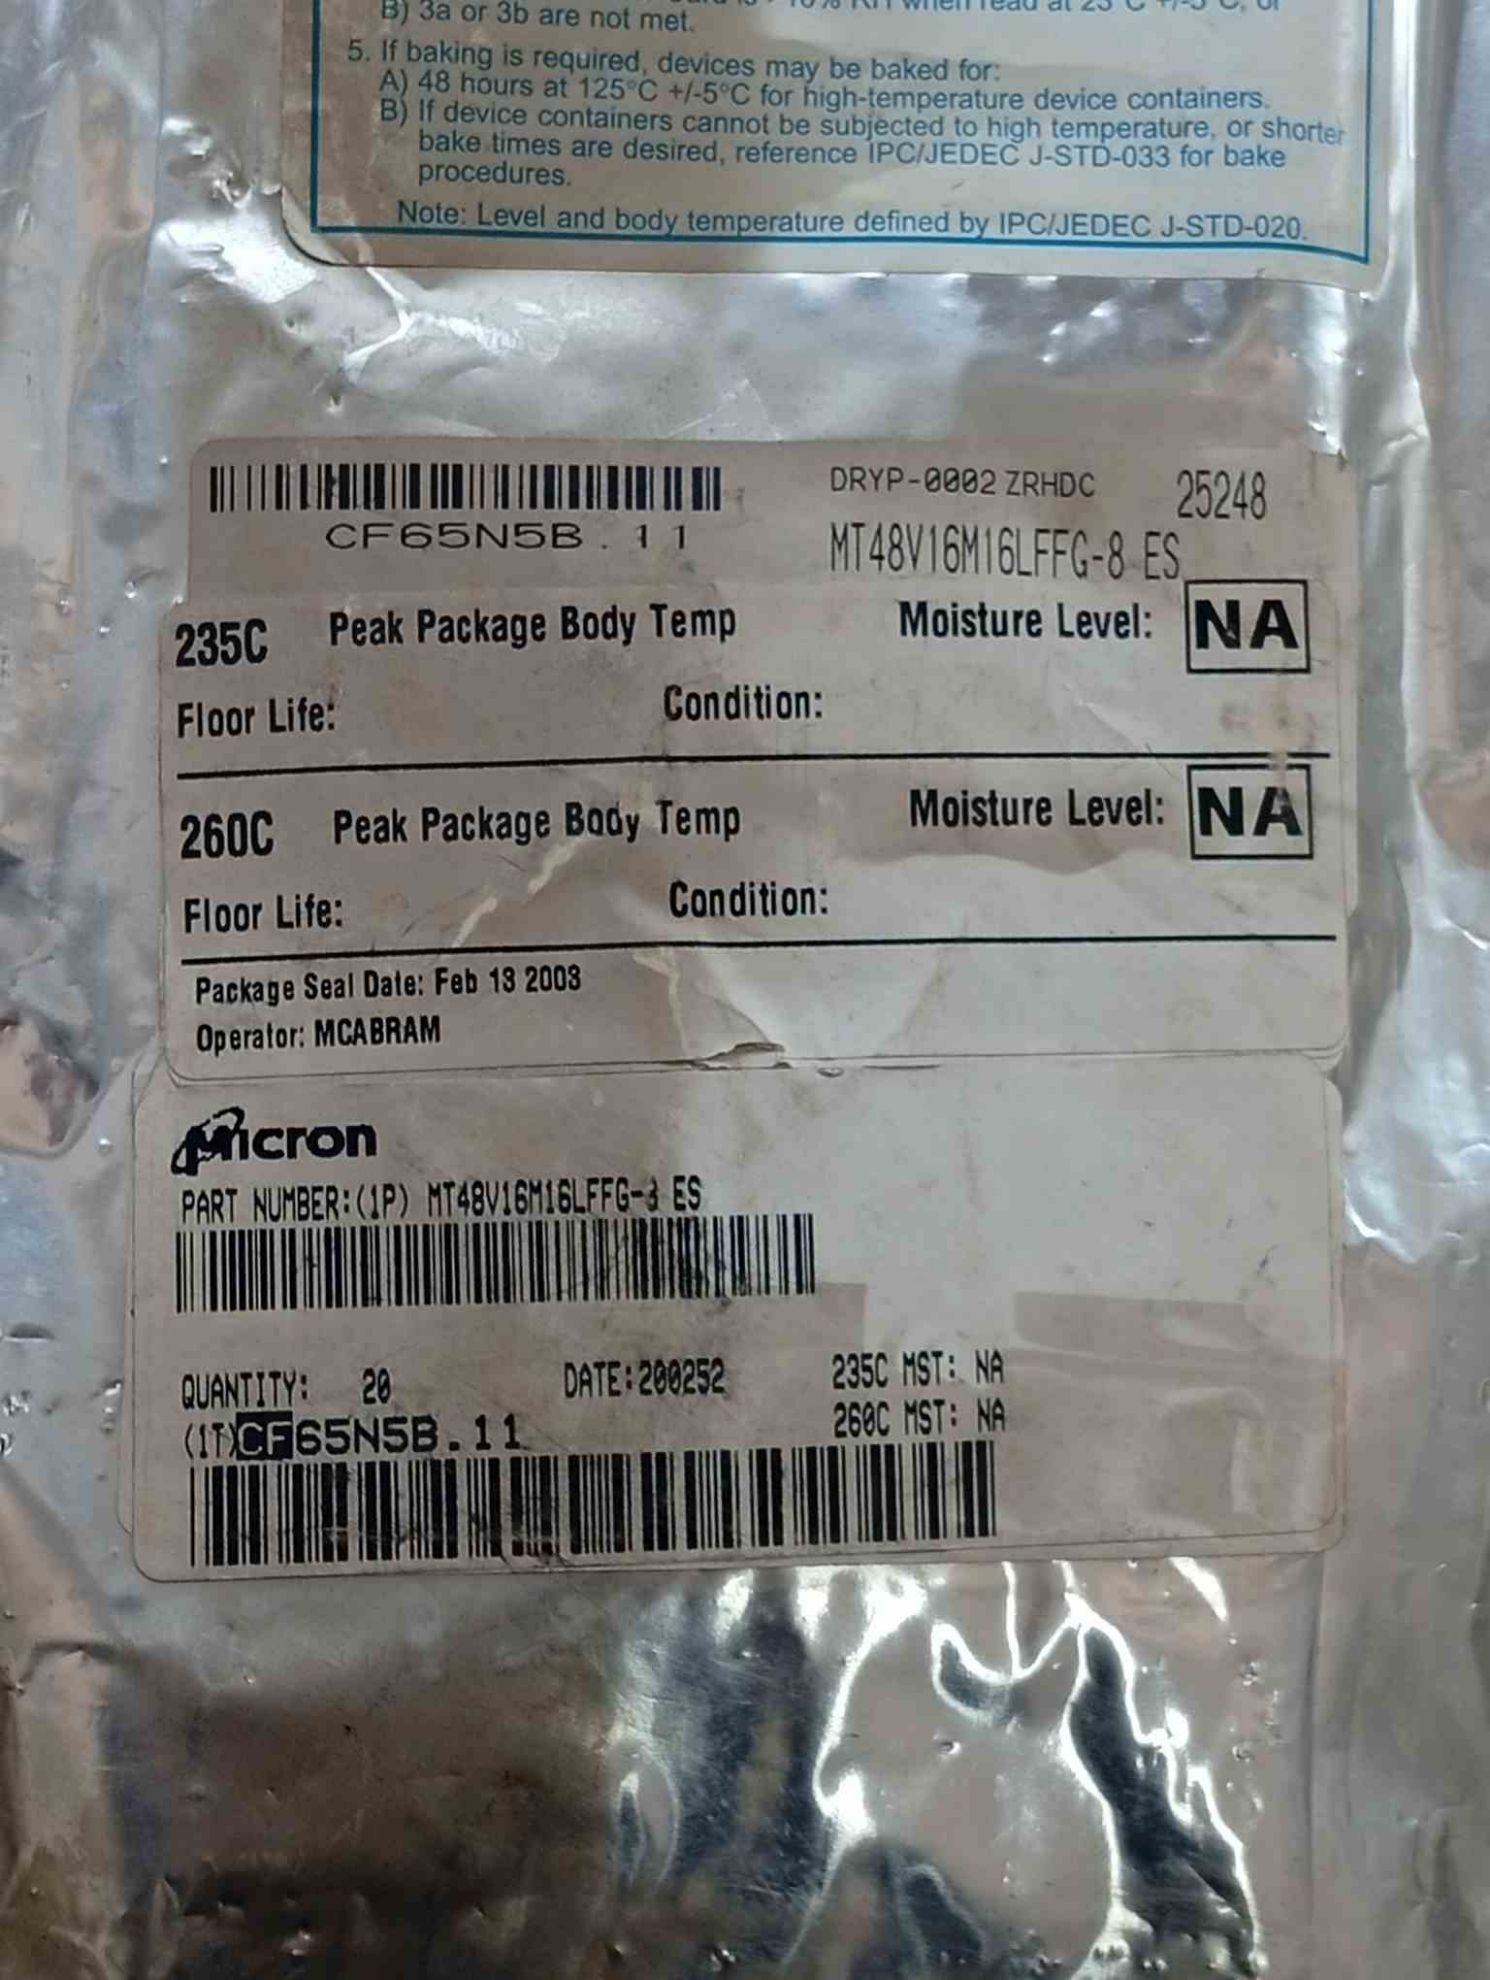 B) 3a or 3b are not met.
5. If baking is required, devices may be baked for:
A) 48 hours at 125°C +/-5°C for high-temperature device containers.
B) If device containers cannot be subjected to high temperature, or shorter
bake times are desired, reference IPC/JEDEC J-STD-033 for bake
procedures.
Note: Level and body temperature defined by IPC/JEDEC J-STD-020.
DRYP-0002 ZRHDC 25248
CF65N5B.11
MT48V16M16LFFG-8 ES
235C Peak Package Body Temp Moisture Level: NA
Floor Life: Condition:
260C Peak Package Body Temp Moisture Level: NA
Floor Life: Condition:
Package Seal Date: Feb 13 2003
Operator: MCABRAM
Micron
PART NUMBER:(1P) MT48V16M16LFFG-8 ES
QUANTITY: 20 DATE:200252 235C MST: NA
260C MST: NA
(1T)CF65N5B.11